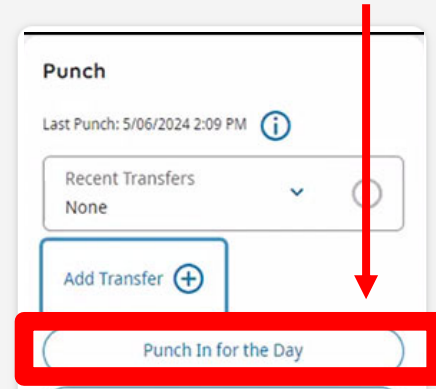 Punch
Last Punch: 5/06/2024 2:09 PM
Recent Transfers
None
Add Transfer
Punch In for the Day